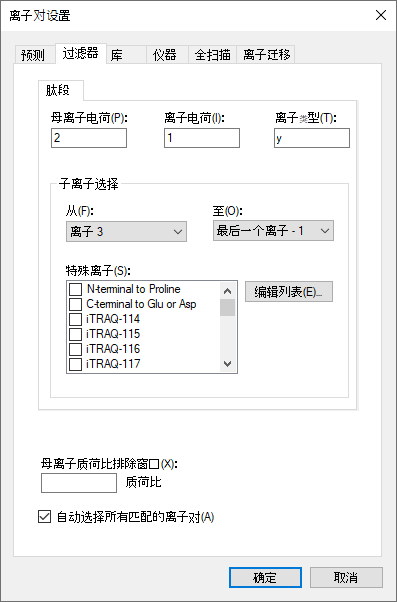 离子对设置
预测 过滤器 库 仪器 全扫描 离子迁移
肽段
母离子电荷(P): 离子电荷(I): 离子类型(T):
2 1 y
子离子选择
从(F): 至(O):
离子 3 最后一个离子 - 1
特殊离子(S):
N-terminal to Proline
C-terminal to Glu or Asp
iTRAQ-114
iTRAQ-115
iTRAQ-116
iTRAQ-117
编辑列表(E)...
母离子质荷比排除窗口(X):
质荷比
自动选择所有匹配的离子对(A)
确定 取消